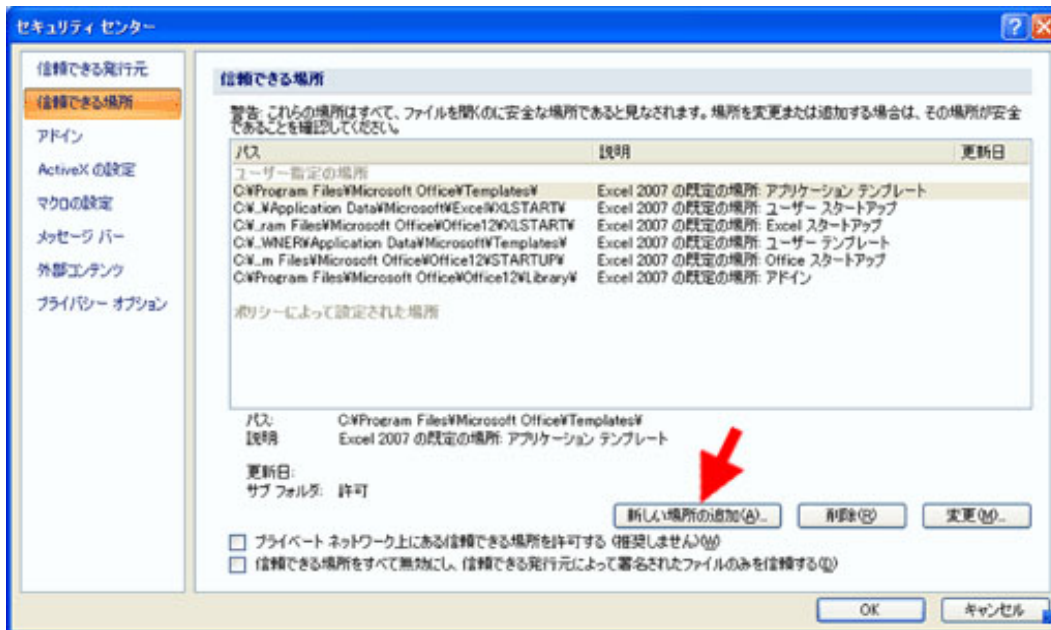 セキュリティ センター
信頼できる発行元
信頼できる場所
アドイン
ActiveX の設定
マクロの設定
メッセージ バー
外部コンテンツ
プライバシー オプション
信頼できる場所
警告: これらの場所はすべて、ファイルを開くのに安全な場所であると見なされます。場所を変更または追加する場合は、その場所が安全
であることを確認してください。
パス 説明 更新日
ユーザー指定の場所
C:¥Program Files¥Microsoft Office¥Templates¥ Excel 2007 の既定の場所: アプリケーション テンプレート
C:¥...¥Application Data¥Microsoft¥Excel¥XLSTART¥ Excel 2007 の既定の場所: ユーザー スタートアップ
C:¥...ram Files¥Microsoft Office¥Office12¥XLSTART¥ Excel 2007 の既定の場所: Excel スタートアップ
C:¥...WNER¥Application Data¥Microsoft¥Templates¥ Excel 2007 の既定の場所: ユーザー テンプレート
C:¥...m Files¥Microsoft Office¥Office12¥STARTUP¥ Excel 2007 の既定の場所: Office スタートアップ
C:¥Program Files¥Microsoft Office¥Office12¥Library¥ Excel 2007 の既定の場所: アドイン
ポリシーによって設定された場所
パス: C:¥Program Files¥Microsoft Office¥Templates¥
説明: Excel 2007 の既定の場所: アプリケーション テンプレート
更新日:
サブ フォルダ: 許可
新しい場所の追加(A)... 削除(R) 変更(M)...
プライベート ネットワーク上にある信頼できる場所を許可する (推奨しません)(W)
信頼できる場所をすべて無効にし、信頼できる発行元によって署名されたファイルのみを信頼する(D)
OK キャンセル